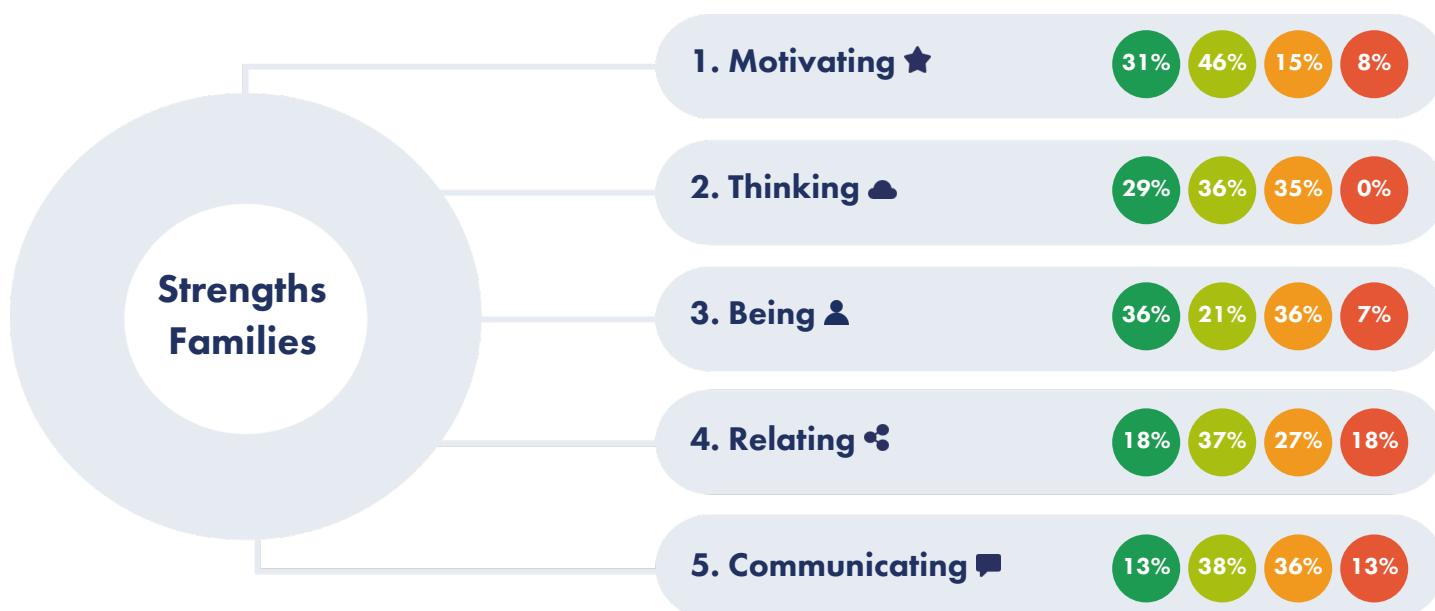 Strengths
Families
1. Motivating
31% 46% 15% 8%
2. Thinking
29% 36% 35% 0%
3. Being
36% 21% 36% 7%
4. Relating
18% 37% 27% 18%
5. Communicating
13% 38% 36% 13%